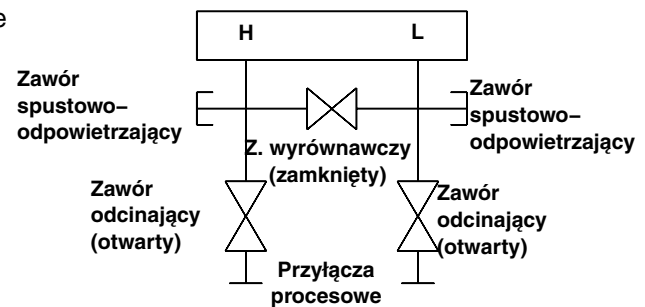 e
H
L
Zawór
spustowo–
odpowietrzający
Zawór
spustowo–
odpowietrzający
Z. wyrównawczy
(zamknięty)
Zawór
odcinający
(otwarty)
Zawór
odcinający
(otwarty)
Przyłącza
procesowe